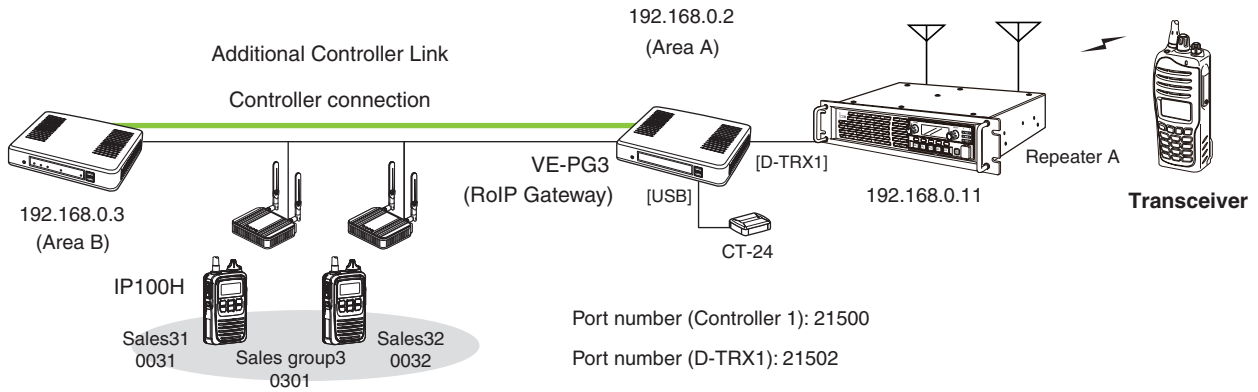 192.168.0.2
(Area A)
Additional Controller Link
Controller connection
VE-PG3
(RoIP Gateway)
[D-TRX1]
[USB]
CT-24
Repeater A
192.168.0.11
Transceiver
192.168.0.3
(Area B)
IP100H
Sales31
0031
Sales group3
0301
Sales32
0032
Port number (Controller 1): 21500
Port number (D-TRX1): 21502